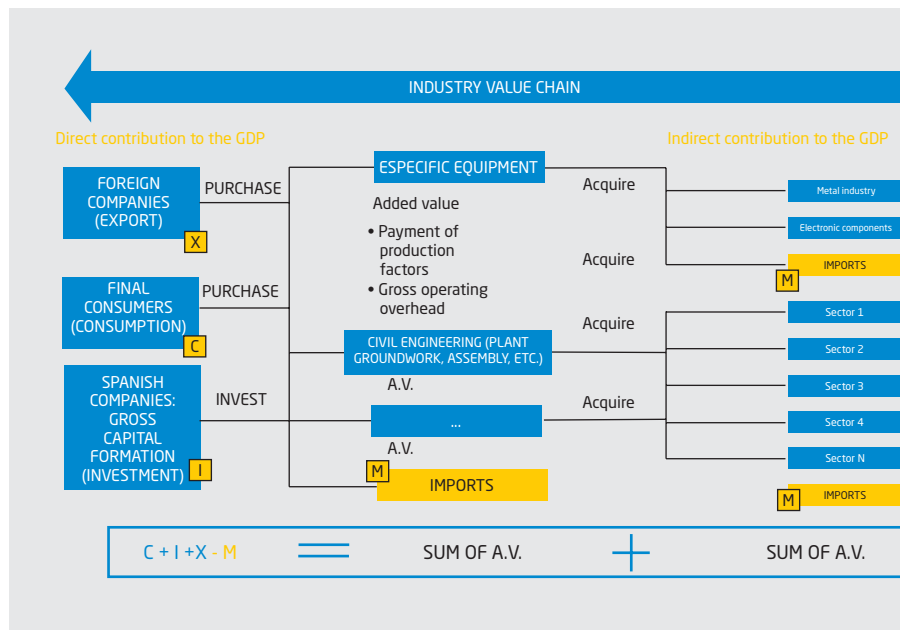 INDUSTRY VALUE CHAIN
Direct contribution to the GDP
Indirect contribution to the GDP
FOREIGN
COMPANIES
(EXPORT)
X
PURCHASE
FINAL
CONSUMERS
(CONSUMPTION)
C
PURCHASE
SPANISH
COMPANIES:
GROSS
CAPITAL
FORMATION
(INVESTMENT)
I
INVEST
ESPECIFIC EQUIPMENT
Added value
• Payment of
production
factors
• Gross operating
overhead
CIVIL ENGINEERING (PLANT
GROUNDWORK, ASSEMBLY, ETC.)
A.V.
...
A.V.
M
IMPORTS
Acquire
Acquire
Acquire
Acquire
Metal industry
Electronic components
IMPORTS
M
Sector 1
Sector 2
Sector 3
Sector 4
Sector N
M
IMPORTS
C + I +X - M = SUM OF A.V. + SUM OF A.V.